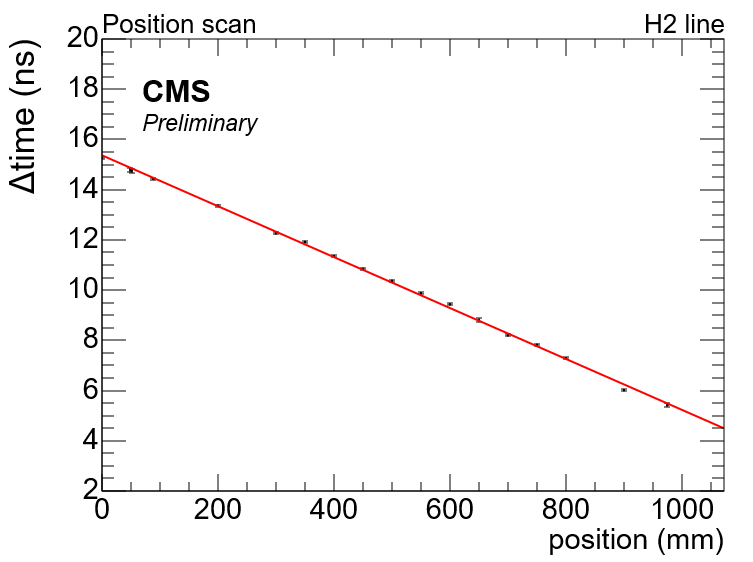 Position scan
H2 line
CMS
Preliminary
Δtime (ns)
20
18
16
14
12
10
8
6
4
2
0
200
400
600
800
1000
position (mm)